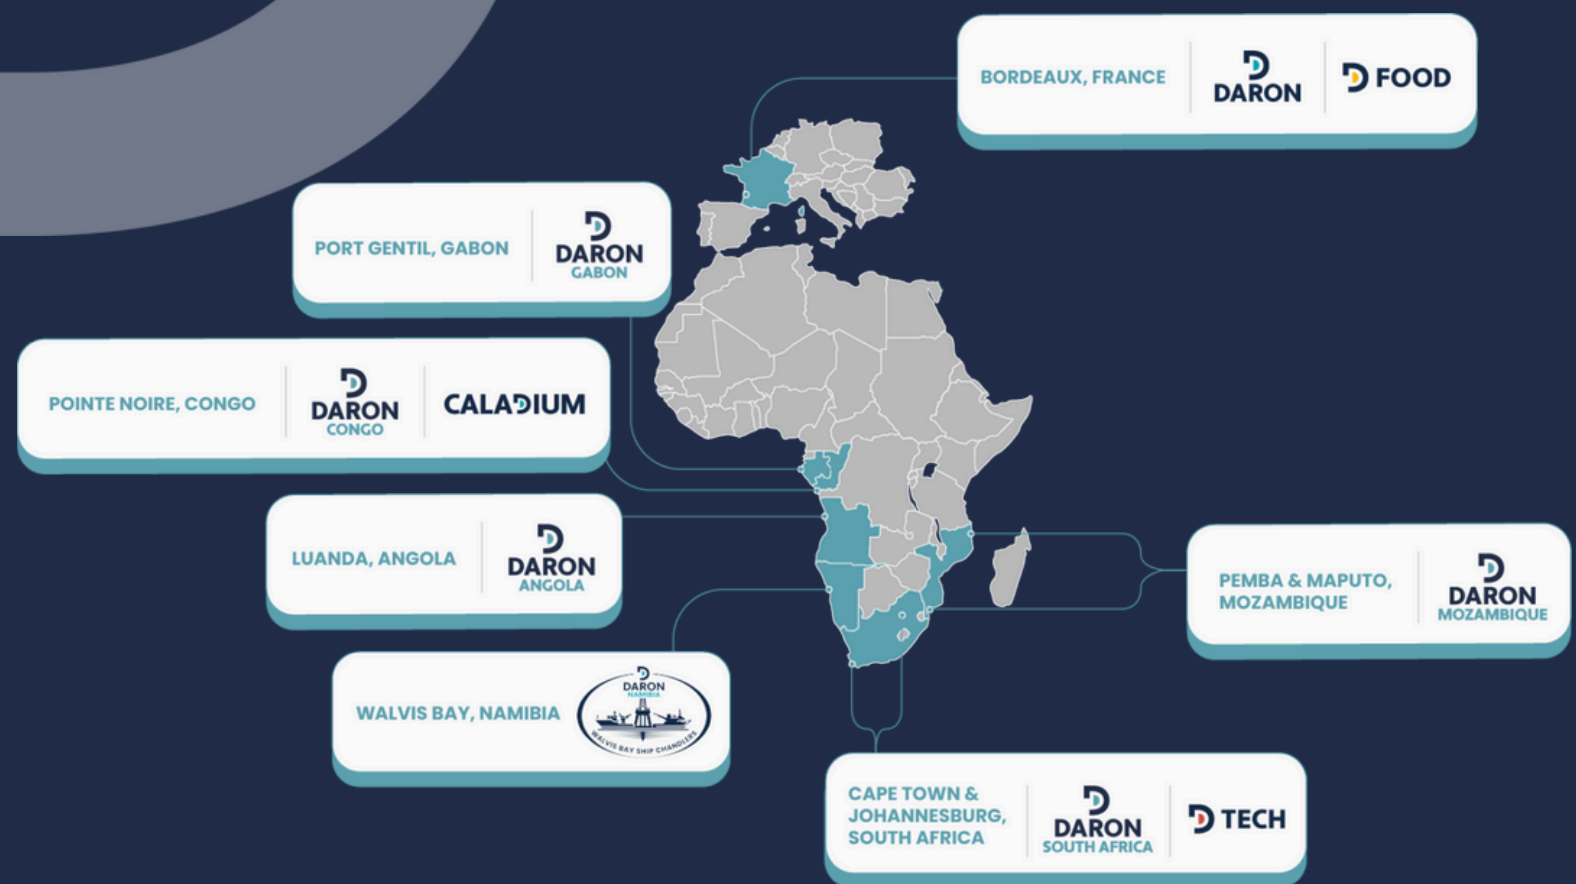 BORDEAUX, FRANCE
DARON
FOOD
PORT GENTIL, GABON
DARON
GABON
POINTE NOIRE, CONGO
DARON
CONGO
CALADIUM
LUANDA, ANGOLA
DARON
ANGOLA
PEMBA & MAPUTO,
MOZAMBIQUE
DARON
MOZAMBIQUE
WALVIS BAY, NAMIBIA
DARON
NAMIBIA
WALVIS BAY SHIP CHANDLERS
CAPE TOWN &
JOHANNESBURG,
SOUTH AFRICA
DARON
SOUTH AFRICA
TECH